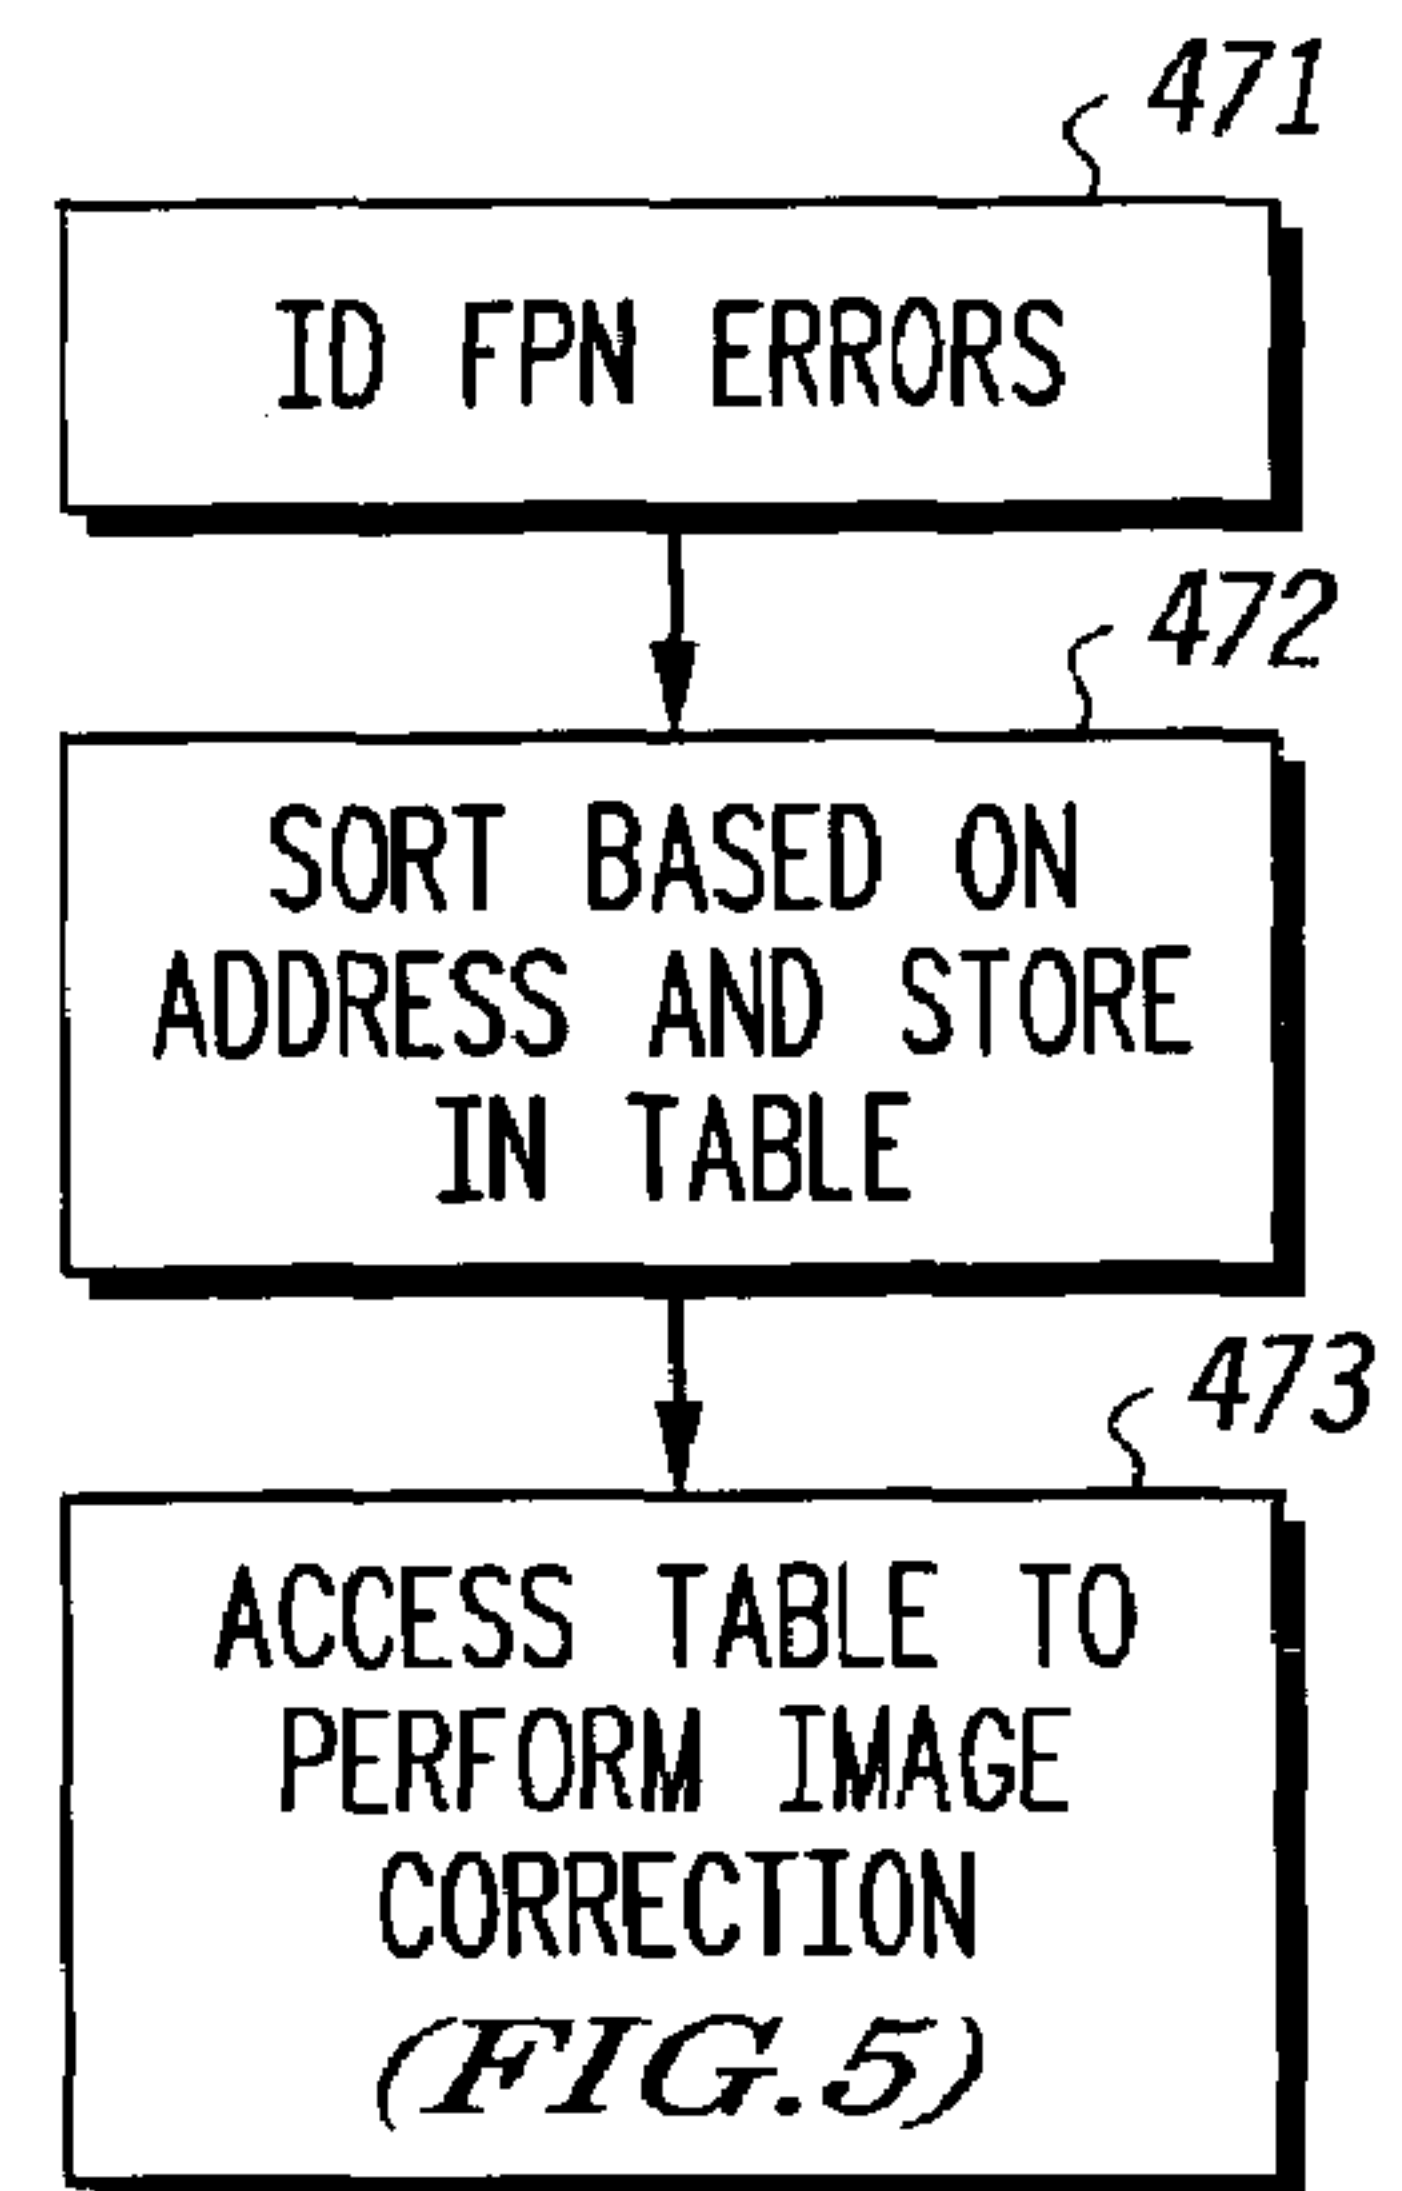 471
ID FPN ERRORS
472
SORT BASED ON
ADDRESS AND STORE
IN TABLE
473
ACCESS TABLE TO
PERFORM IMAGE
CORRECTION
(FIG.5)